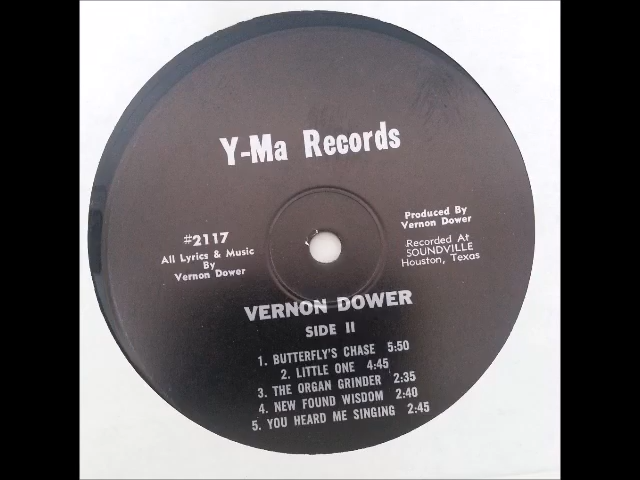 Y-Ma Records
#2117
All Lyrics & Music
By
Vernon Dower
Produced By
Vernon Dower
Recorded At
SOUNDVILLE
Houston, Texas
VERNON DOWER
SIDE II
1. BUTTERFLY'S CHASE 5:50
2. LITTLE ONE 4:45
3. THE ORGAN GRINDER 2:35
4. NEW FOUND WISDOM 2:40
5. YOU HEARD ME SINGING 2:45